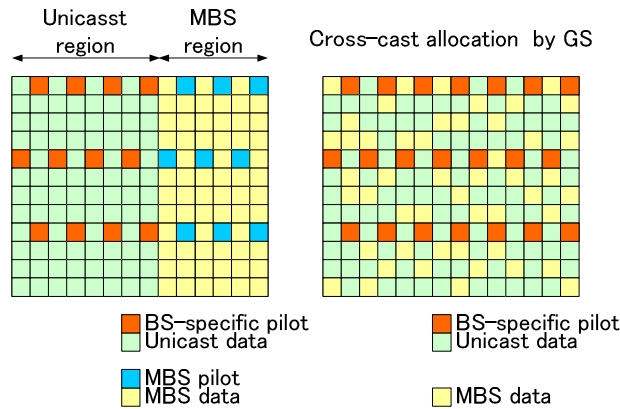 Unicasst region
MBS region
Cross-cast allocation by GS
BS-specific pilot
Unicast data
MBS pilot
MBS data
BS-specific pilot
Unicast data
MBS data